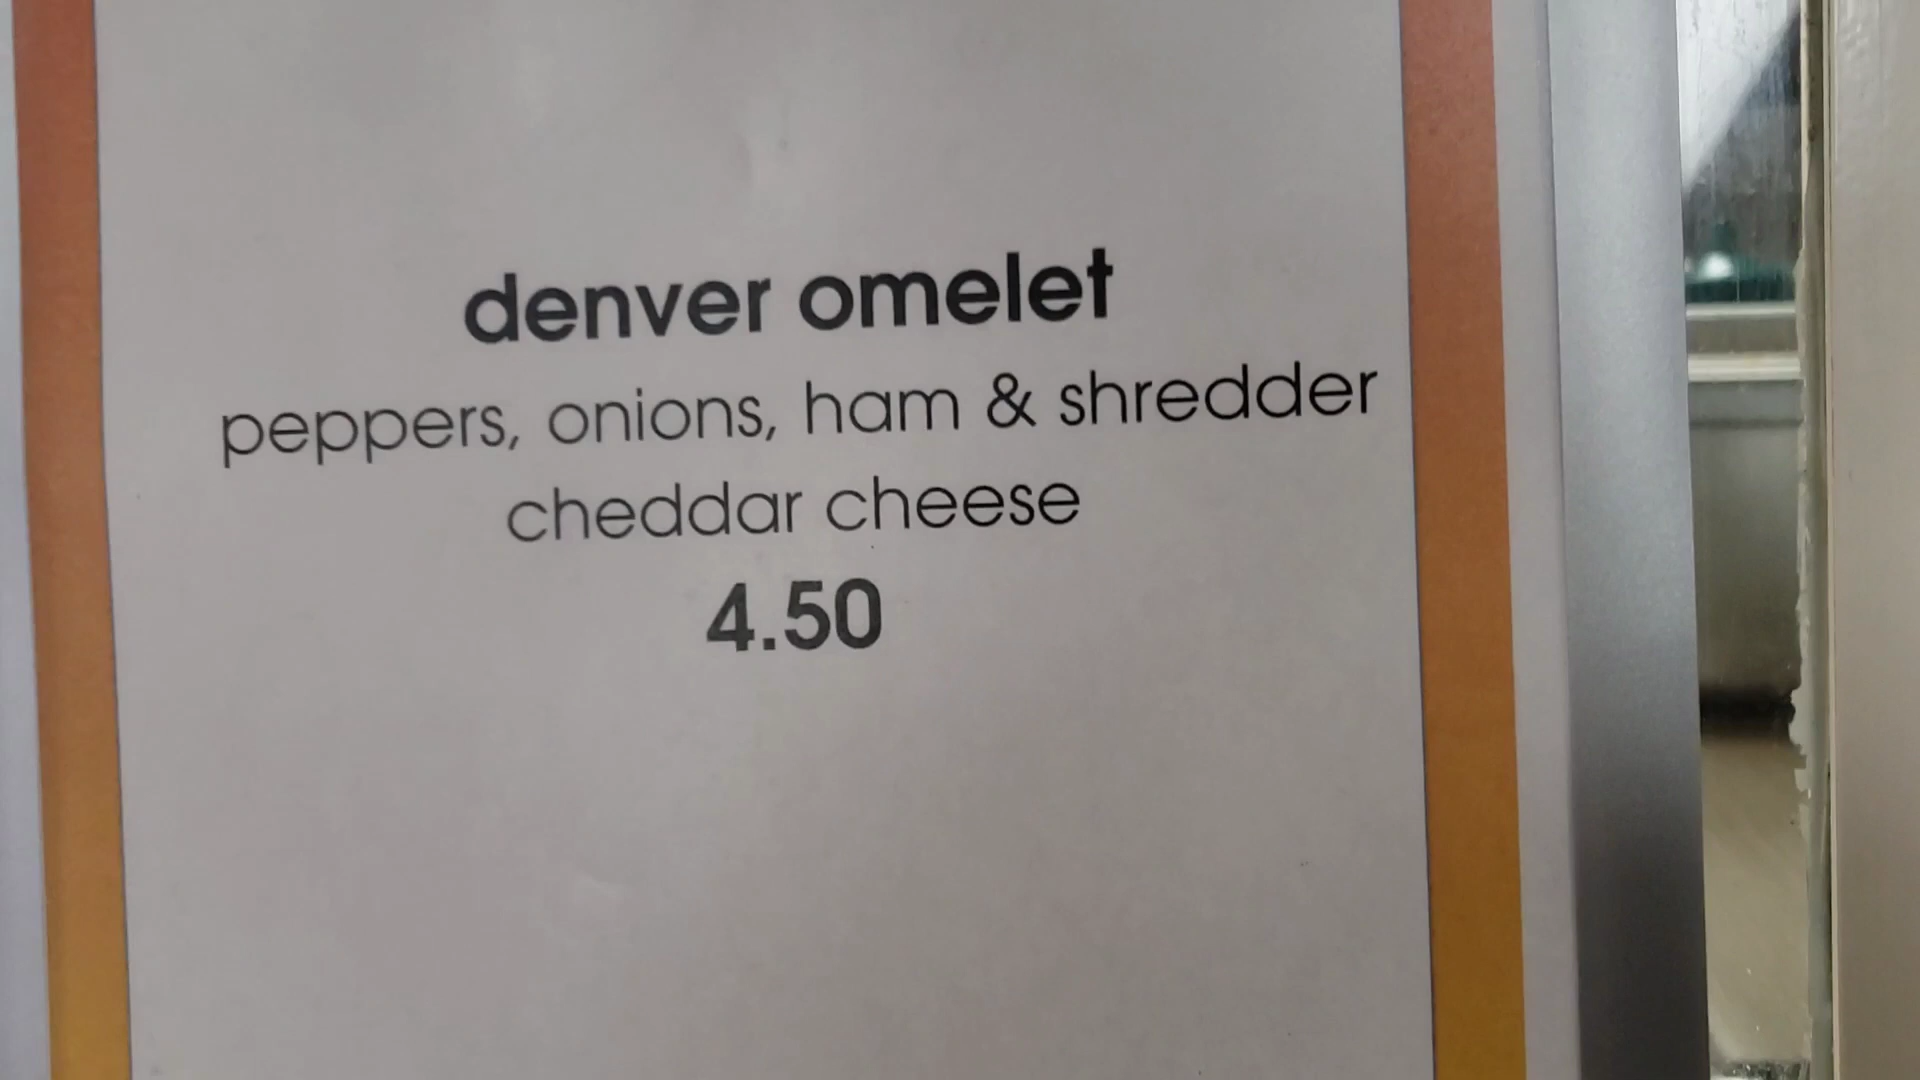 denver omelet
peppers, onions, ham & shredder
cheddar cheese
4.50